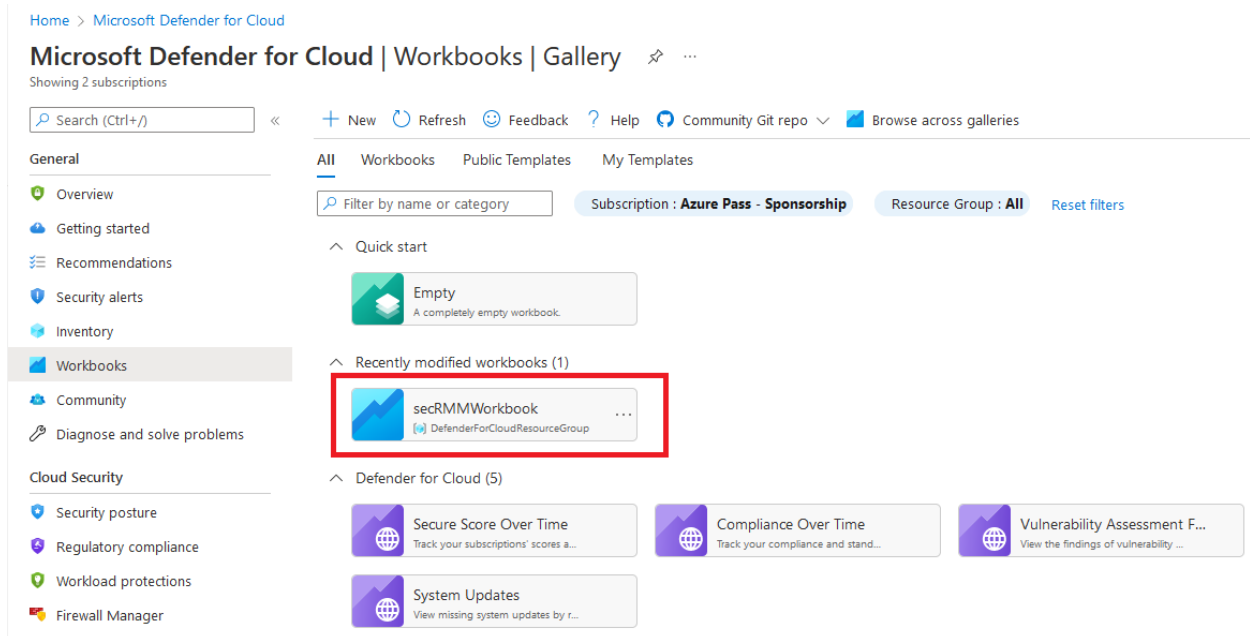 Home > Microsoft Defender for Cloud
Microsoft Defender for Cloud | Workbooks | Gallery ...
Showing 2 subscriptions
Search (Ctrl+/) «
+ New Refresh Feedback ? Help Community Git repo Browse across galleries
General
Overview
Getting started
Recommendations
Security alerts
Inventory
Workbooks
Community
Diagnose and solve problems
Cloud Security
Security posture
Regulatory compliance
Workload protections
Firewall Manager
All Workbooks Public Templates My Templates
Filter by name or category Subscription : Azure Pass - Sponsorship Resource Group : All Reset filters
Quick start
Empty
A completely empty workbook.
Recently modified workbooks (1)
secRMMWorkbook ...
DefenderForCloudResourceGroup
Defender for Cloud (5)
Secure Score Over Time
Track your subscriptions' scores a...
Compliance Over Time
Track your compliance and stand...
Vulnerability Assessment F...
View the findings of vulnerability ...
System Updates
View missing system updates by r...